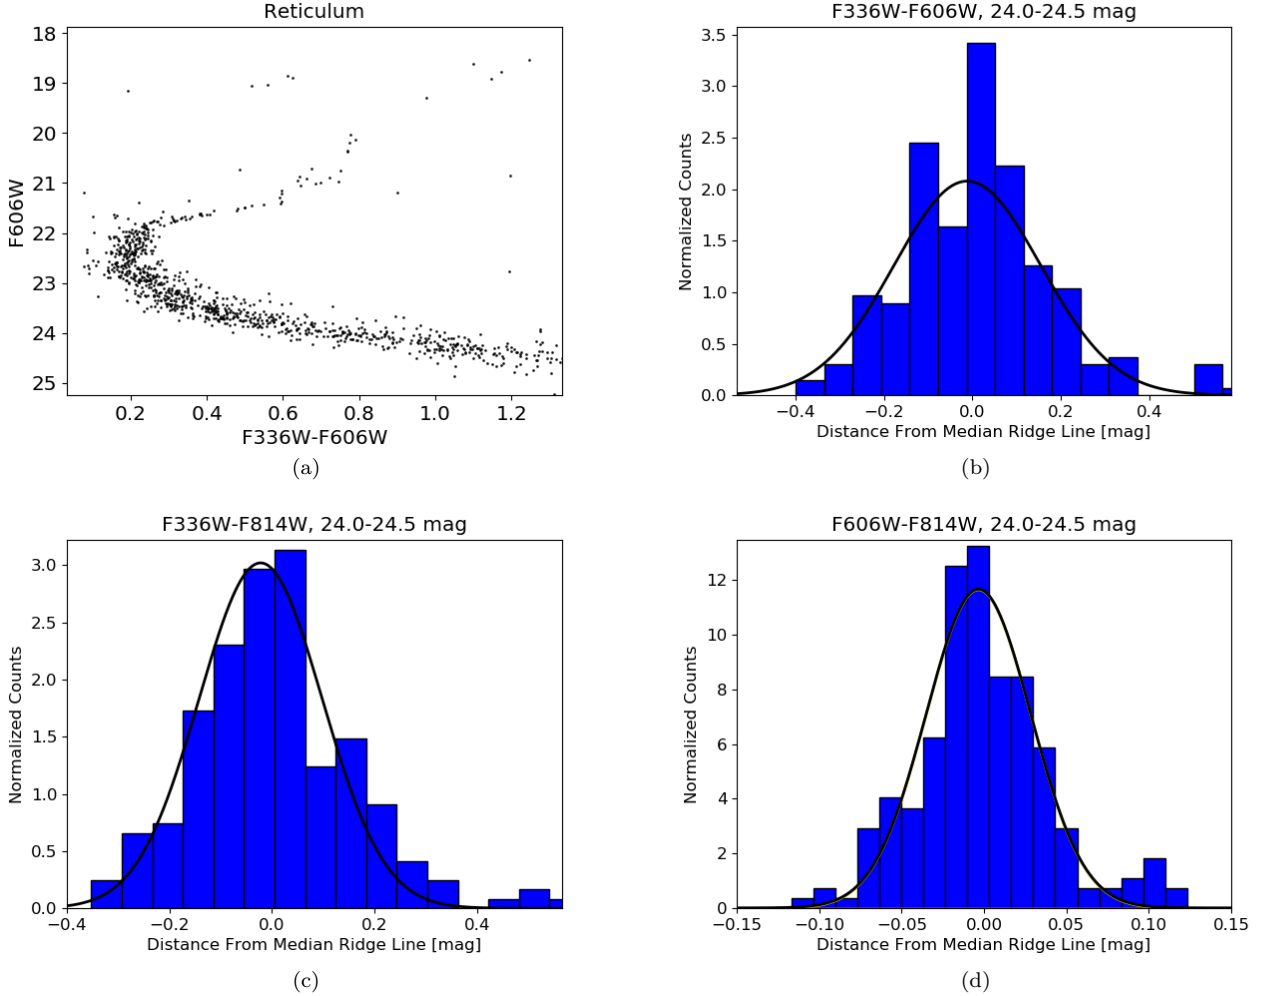 Reticulum
18
19
20
21
22
23
24
25
F606W
0.2 0.4 0.6 0.8 1.0 1.2
F336W-F606W
(a)
F336W-F606W, 24.0-24.5 mag
3.5
3.0
2.5
2.0
1.5
1.0
0.5
0.0
Normalized Counts
−0.4 −0.2 0.0 0.2 0.4
Distance From Median Ridge Line [mag]
(b)
F336W-F814W, 24.0-24.5 mag
3.0
2.5
2.0
1.5
1.0
0.5
0.0
Normalized Counts
−0.4 −0.2 0.0 0.2 0.4
Distance From Median Ridge Line [mag]
(c)
F606W-F814W, 24.0-24.5 mag
12
10
8
6
4
2
0
Normalized Counts
−0.15 −0.10 −0.05 0.00 0.05 0.10 0.15
Distance From Median Ridge Line [mag]
(d)